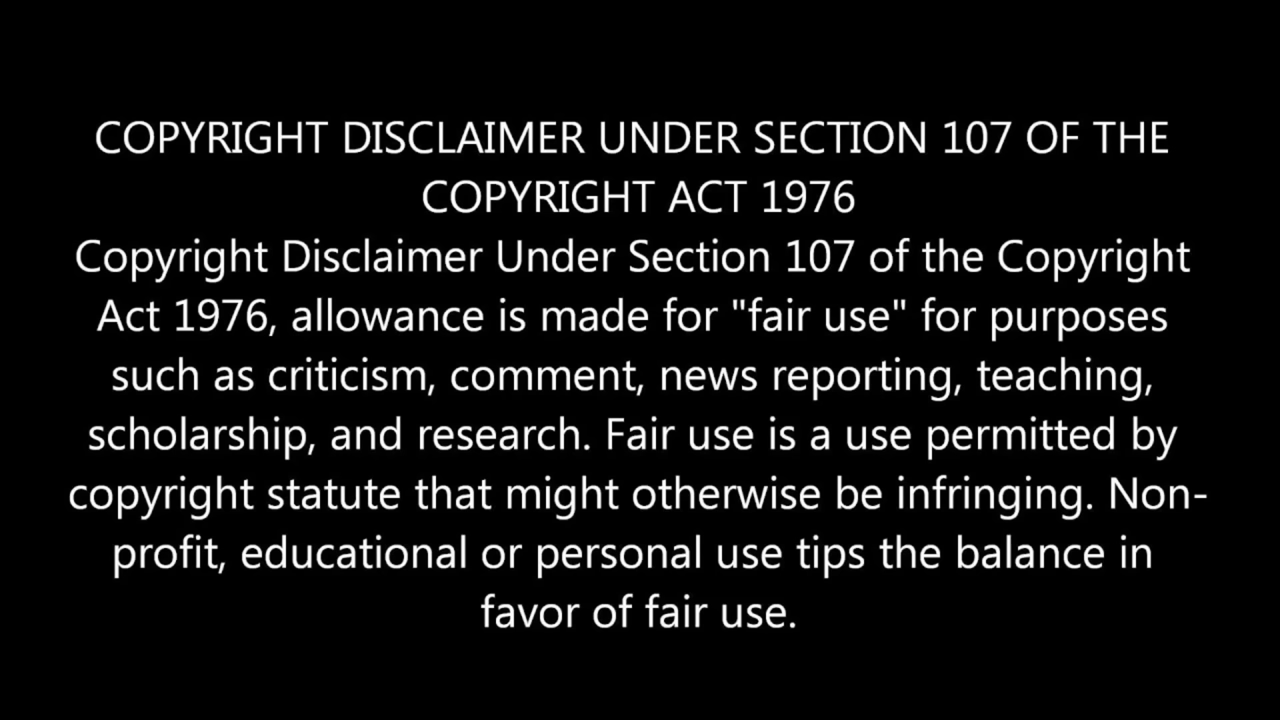 COPYRIGHT DISCLAIMER UNDER SECTION 107 OF THE
COPYRIGHT ACT 1976
Copyright Disclaimer Under Section 107 of the Copyright
Act 1976, allowance is made for "fair use" for purposes
such as criticism, comment, news reporting, teaching,
scholarship, and research. Fair use is a use permitted by
copyright statute that might otherwise be infringing. Non-
profit, educational or personal use tips the balance in
favor of fair use.